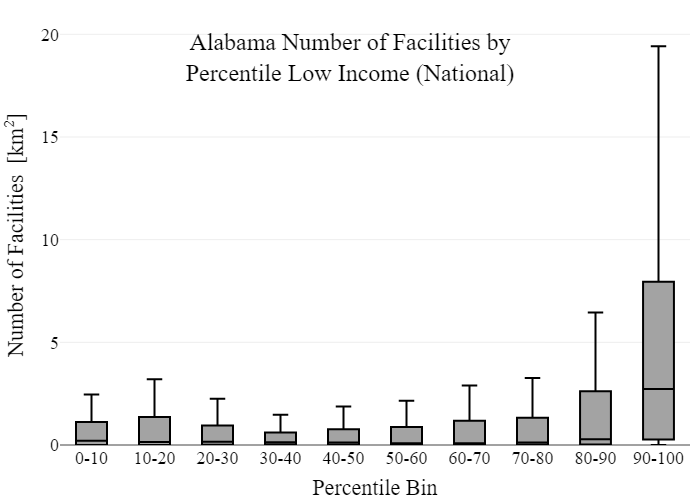 Alabama Number of Facilities by
Percentile Low Income (National)
Number of Facilities [km²]
20
15
10
5
0
0-10 10-20 20-30 30-40 40-50 50-60 60-70 70-80 80-90 90-100
Percentile Bin